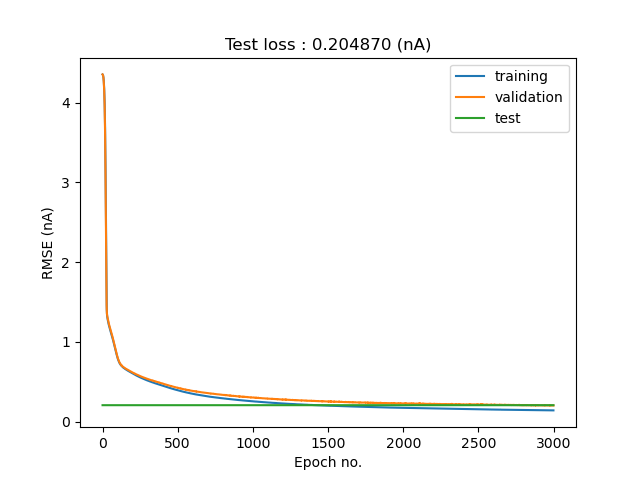 Test loss : 0.204870 (nA)
training
validation
test
4
3
2
1
0
RMSE (nA)
0 500 1000 1500 2000 2500 3000
Epoch no.